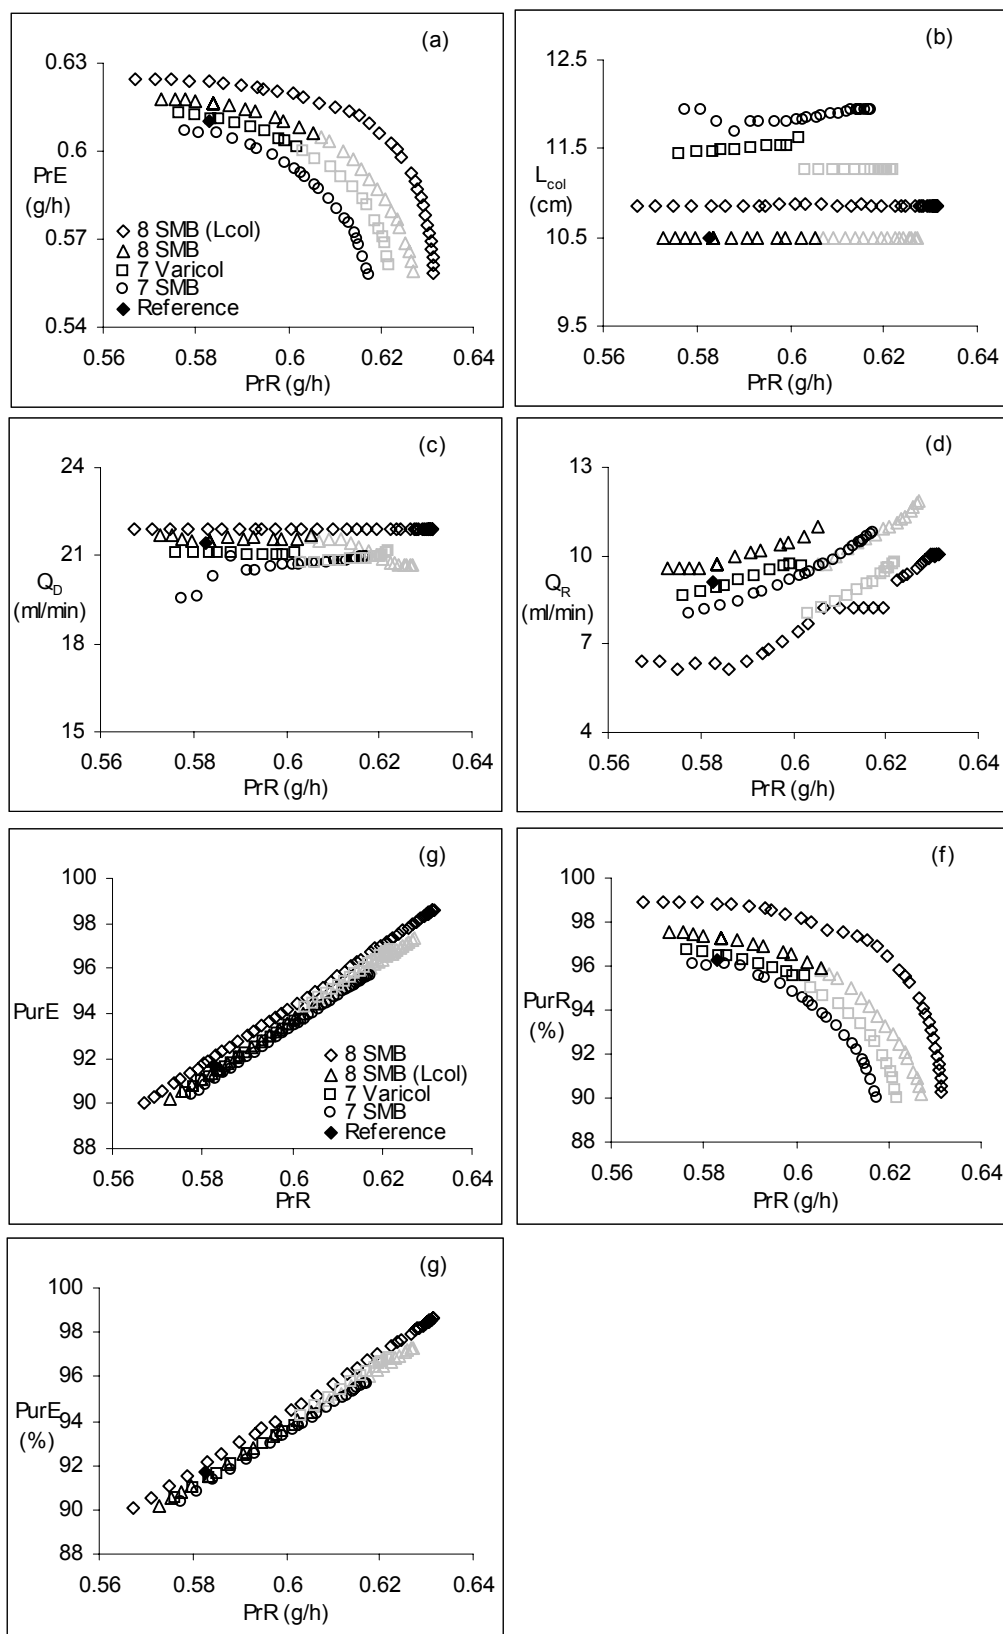 (a)
0.63
0.6
PrE
(g/h)
0.57
0.54
8 SMB (Lcol)
8 SMB
7 Varicol
7 SMB
Reference
0.56 0.58 0.6 0.62 0.64
PrR (g/h)
(b)
12.5
11.5
Lcol
(cm)
10.5
9.5
0.56 0.58 0.6 0.62 0.64
PrR (g/h)
(c)
24
21
QD
(ml/min)
18
15
0.56 0.58 0.6 0.62 0.64
PrR (g/h)
(d)
13
10
QR
(ml/min)
7
4
0.56 0.58 0.6 0.62 0.64
PrR (g/h)
(g)
100
98
96
PurE
94
92
90
88
8 SMB
8 SMB (Lcol)
7 Varicol
7 SMB
Reference
0.56 0.58 0.6 0.62 0.64
PrR
(f)
100
98
96
PurR
94
(%)
92
90
88
0.56 0.58 0.6 0.62 0.64
PrR (g/h)
(g)
100
98
96
PurE
94
(%)
92
90
88
0.56 0.58 0.6 0.62 0.64
PrR (g/h)